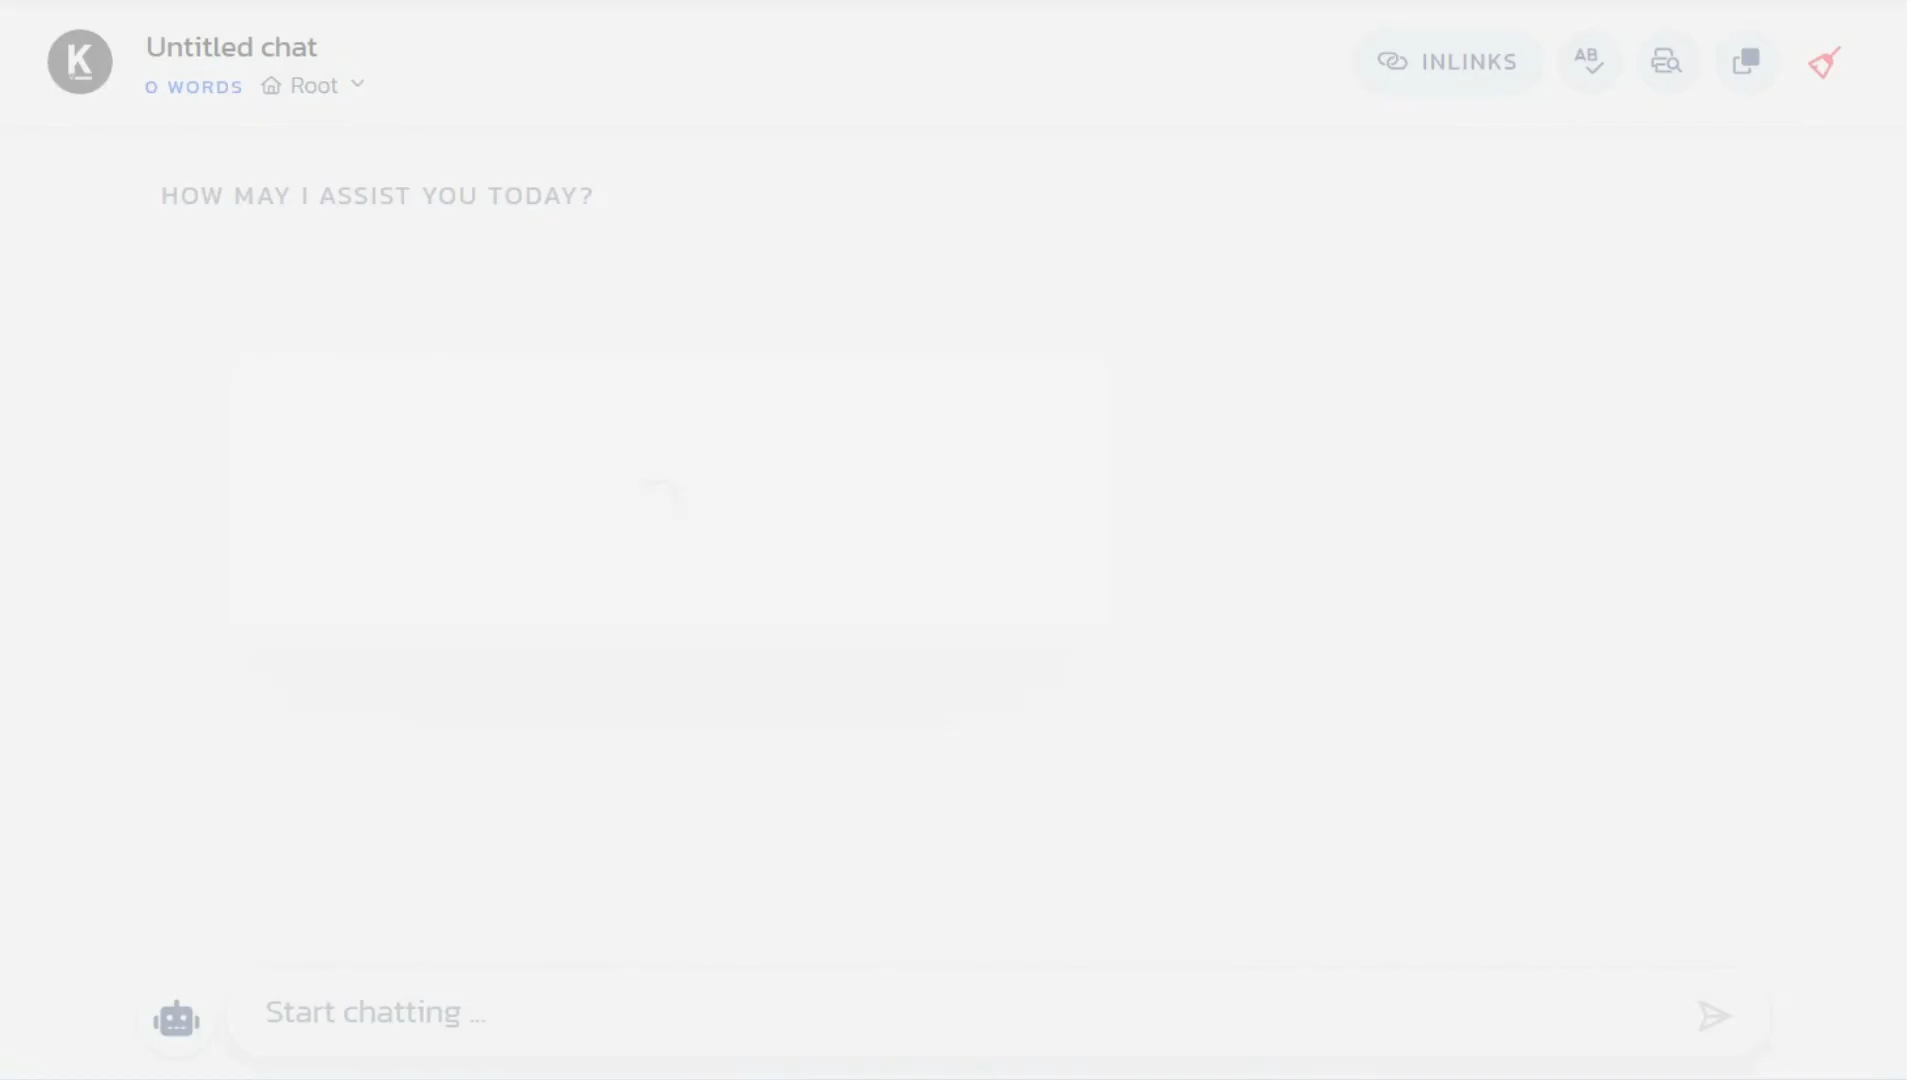 K
Untitled chat
0 WORDS Root
INLINKS
AB
HOW MAY I ASSIST YOU TODAY?
Start chatting ...